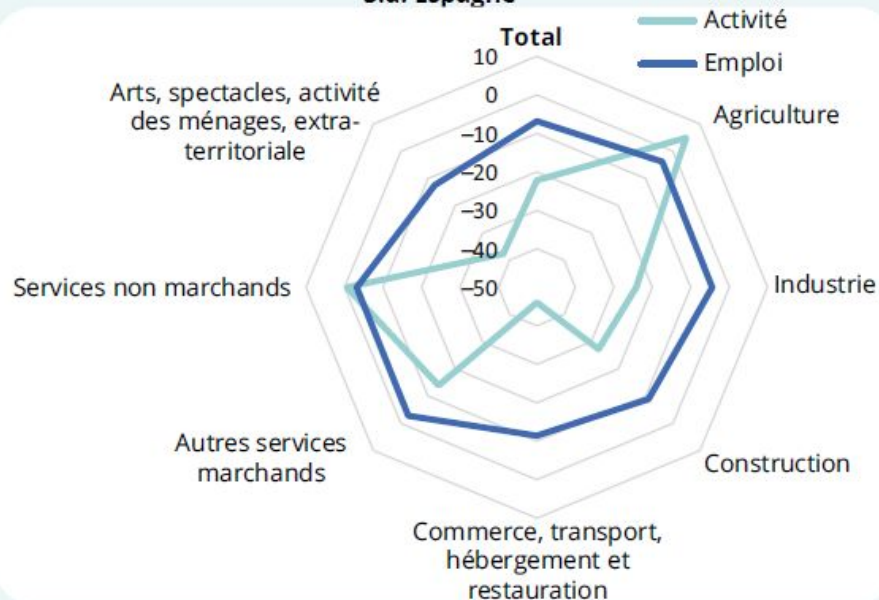 Activité
Emploi
Total
10
0
−10
−20
−30
−40
−50
Agriculture
Industrie
Construction
Commerce, transport,
hébergement et
restauration
Autres services
marchands
Services non marchands
Arts, spectacles, activité
des ménages, extra-
territoriale